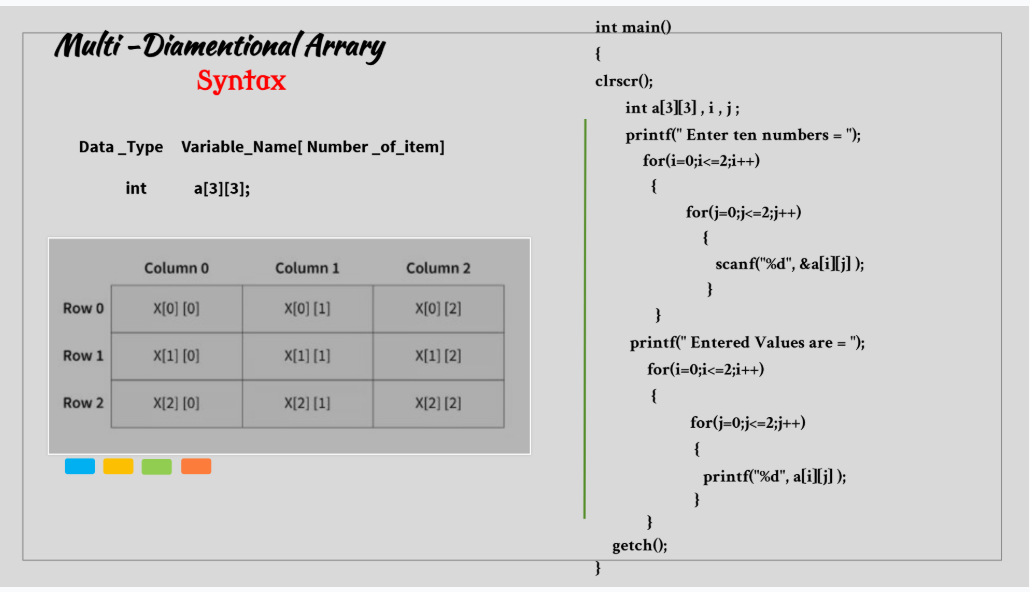 Multi -Diamentional Arrary
Syntax
Data _Type Variable_Name[ Number _of_item]
int a[3][3];
Column 0 Column 1 Column 2
Row 0 X[0] [0] X[0] [1] X[0] [2]
Row 1 X[1] [0] X[1] [1] X[1] [2]
Row 2 X[2] [0] X[2] [1] X[2] [2]
int main()
{
clrscr();
int a[3][3] , i , j ;
printf(" Enter ten numbers = ");
for(i=0;i<=2;i++)
{
for(j=0;j<=2;j++)
{
scanf("%d", &a[i][j] );
}
}
printf(" Entered Values are = ");
for(i=0;i<=2;i++)
{
for(j=0;j<=2;j++)
{
printf("%d", a[i][j] );
}
}
getch();
}